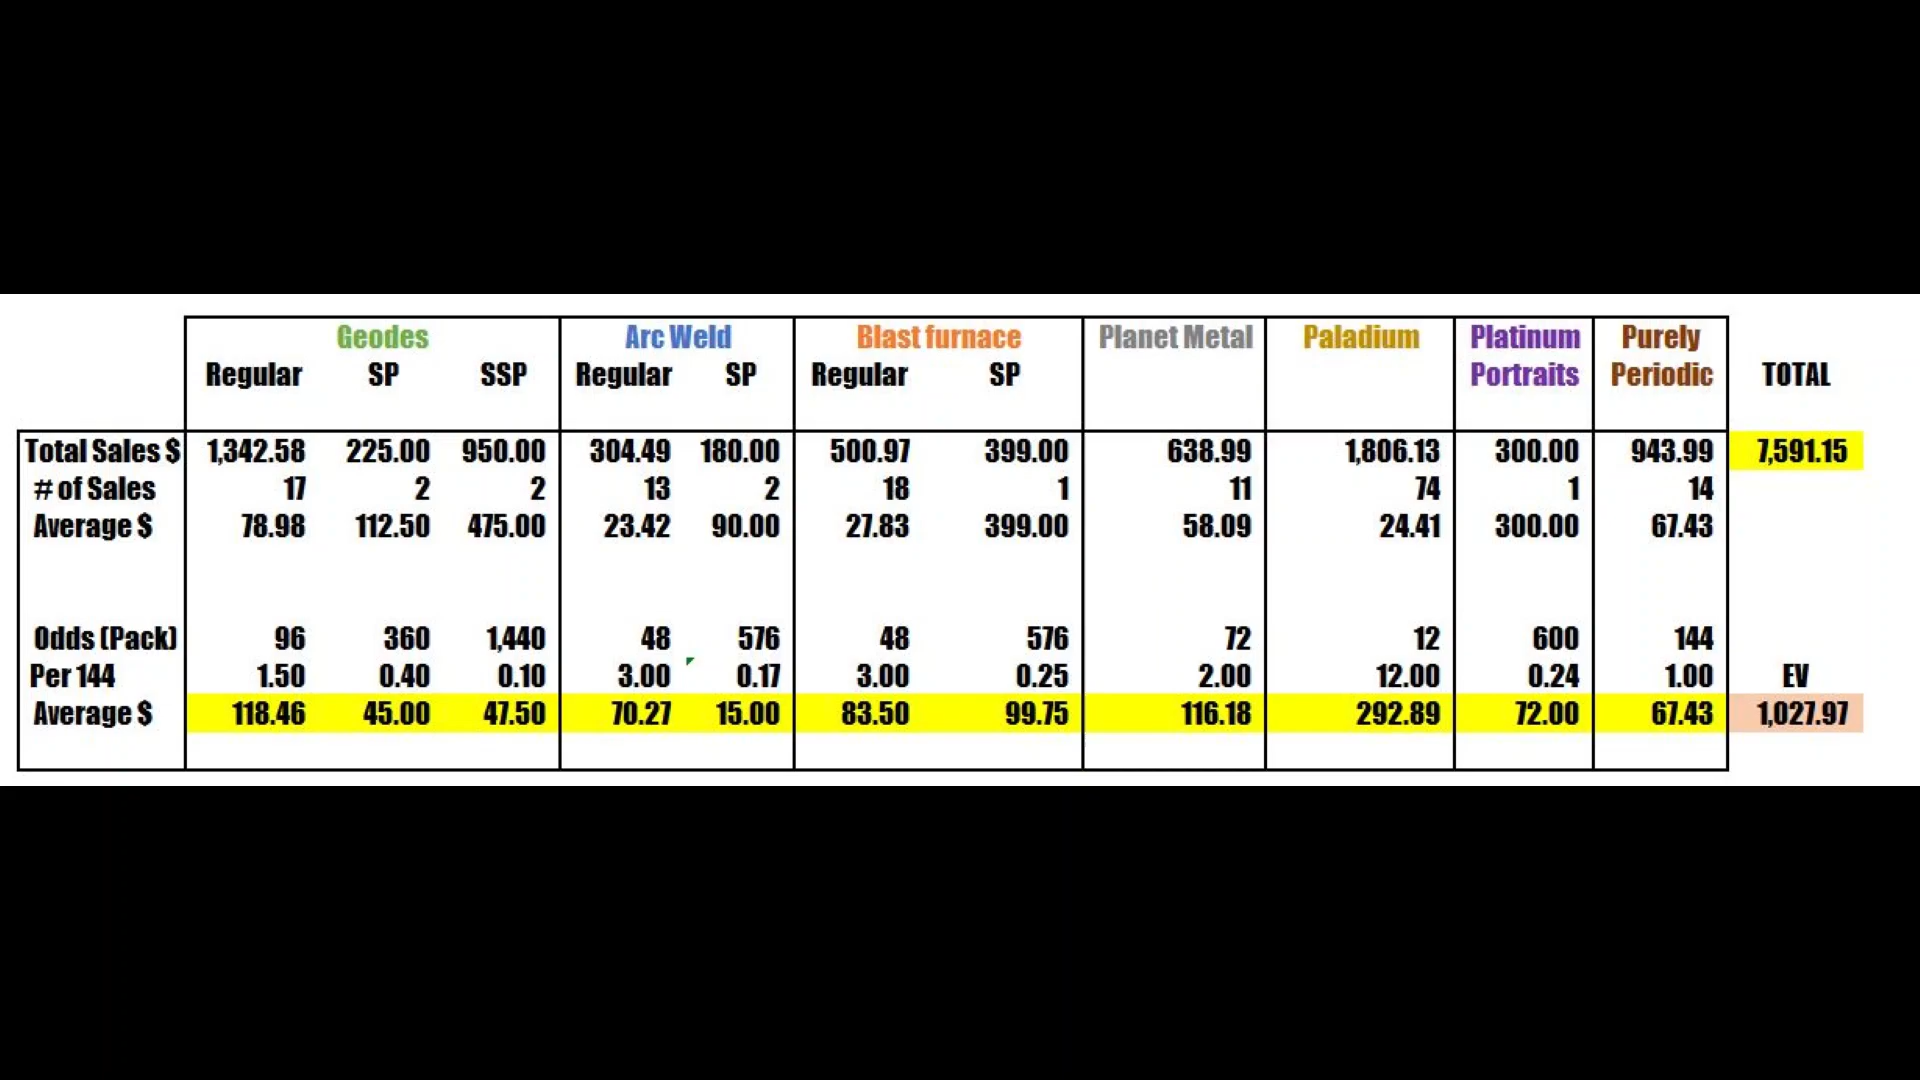 Geodes Arc Weld Blast furnace Planet Metal Paladium Platinum Purely
Regular SP SSP Regular SP Regular SP Portraits Periodic TOTAL
Total Sales $ 1,342.58 225.00 950.00 304.49 180.00 500.97 399.00 638.99 1,806.13 300.00 943.99 7,591.15
# of Sales 17 2 2 13 2 18 1 11 74 1 14
Average $ 78.98 112.50 475.00 23.42 90.00 27.83 399.00 58.09 24.41 300.00 67.43
Odds (Pack) 96 360 1,440 48 576 48 576 72 12 600 144
Per 144 1.50 0.40 0.10 3.00 0.17 3.00 0.25 2.00 12.00 0.24 1.00 EV
Average $ 118.46 45.00 47.50 70.27 15.00 83.50 99.75 116.18 292.89 72.00 67.43 1,027.97